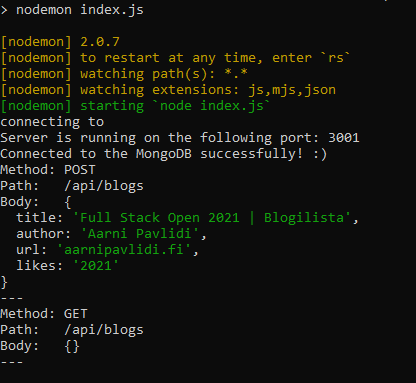 > nodemon index.js
[nodemon] 2.0.7
[nodemon] to restart at any time, enter `rs`
[nodemon] watching path(s): *.*
[nodemon] watching extensions: js,mjs,json
[nodemon] starting `node index.js`
connecting to
Server is running on the following port: 3001
Connected to the MongoDB successfully! :)
Method: POST
Path:   /api/blogs
Body:   {
  title: 'Full Stack Open 2021 | Blogilista',
  author: 'Aarni Pavlidi',
  url: 'aarnipavlidi.fi',
  likes: '2021'
}
---
Method: GET
Path:   /api/blogs
Body:   {}
---